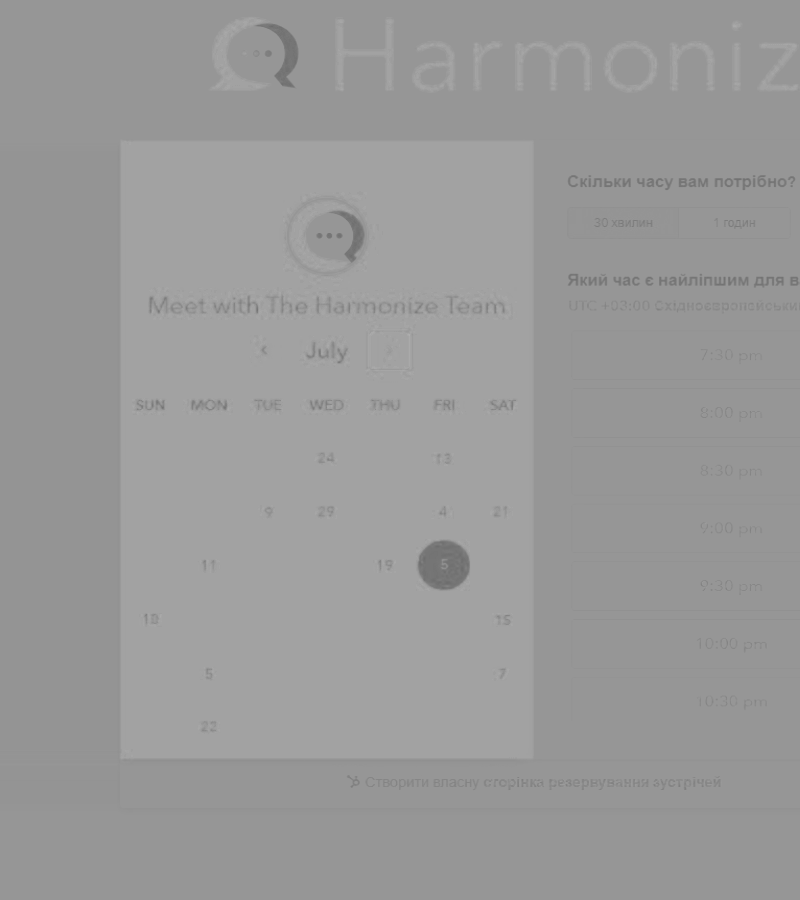 Harmoniz
Meet with The Harmonize Team
July
SUN MON TUE WED THU FRI SAT
24 13
9 29 4 21
11 19 5
18 15
5 7
23
Скільки часу вам потрібно?
30 хвилин 1 годин
Який час є найліпшим для в
UTC +03:00 Східноєвропейськи
7:30 pm
8:00 pm
8:30 pm
9:00 pm
9:30 pm
10:00 pm
10:30 pm
Створити власну сторінка резервування зустрічей